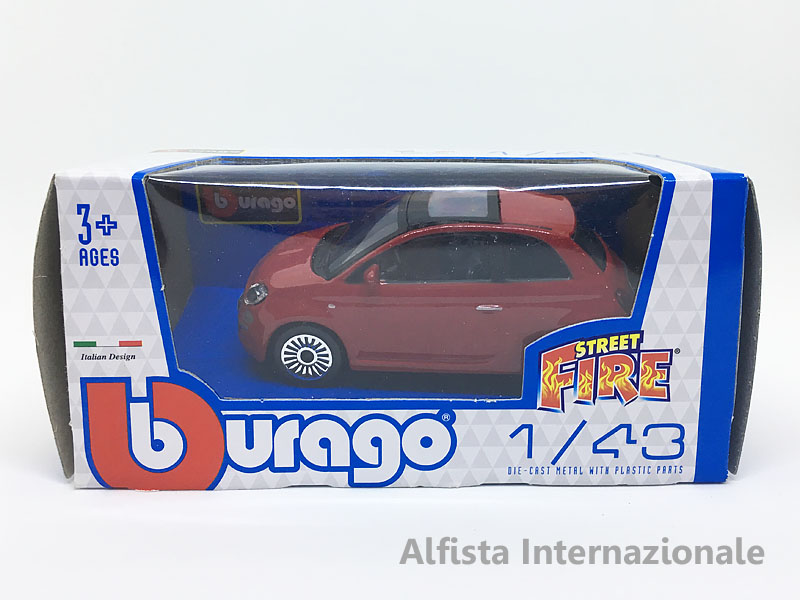 burago
3+
AGES
Italian Design
STREET
FIRE®
burago®
1/43
DIE-CAST METAL WITH PLASTIC PARTS
Alfista Internazionale